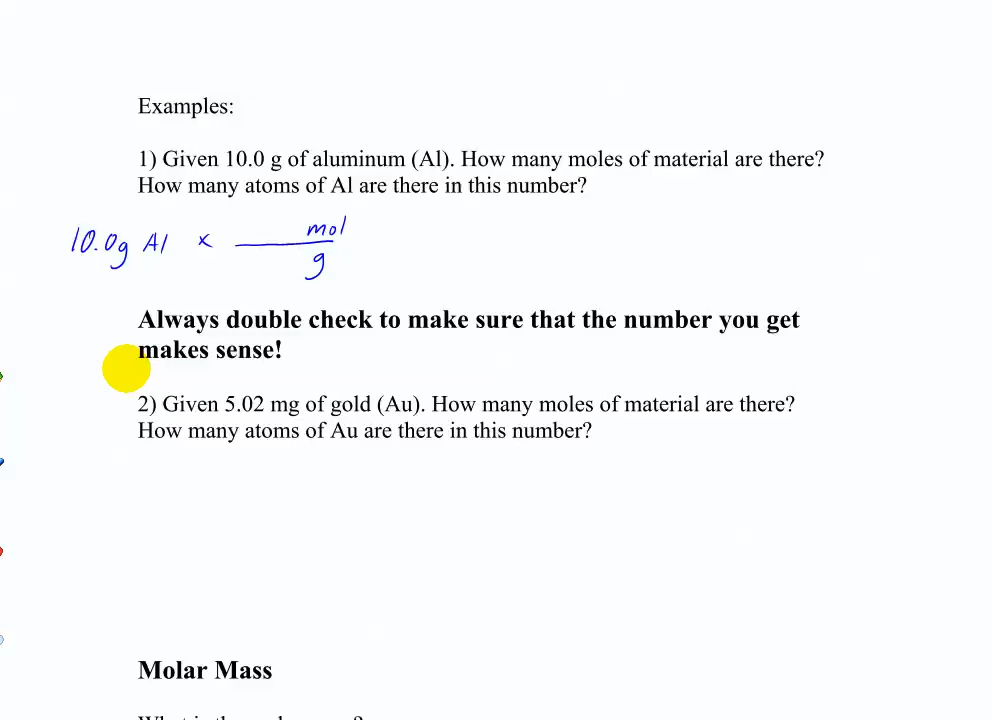 Examples:
1) Given 10.0 g of aluminum (Al). How many moles of material are there?
How many atoms of Al are there in this number?
10.0g Al × mol
g
Always double check to make sure that the number you get
makes sense!
2) Given 5.02 mg of gold (Au). How many moles of material are there?
How many atoms of Au are there in this number?
Molar Mass